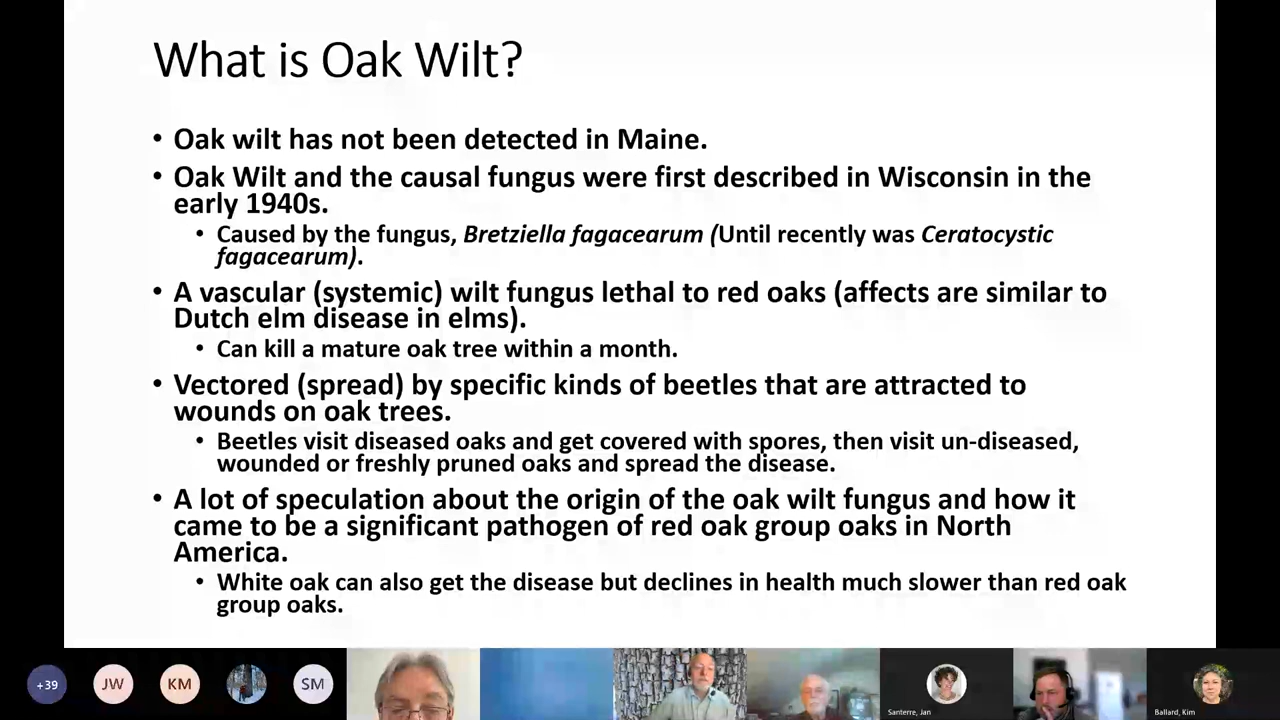 What is Oak Wilt?
• Oak wilt has not been detected in Maine.
• Oak Wilt and the causal fungus were first described in Wisconsin in the
early 1940s.
• Caused by the fungus, Bretziella fagacearum (Until recently was Ceratocystic
fagacearum).
• A vascular (systemic) wilt fungus lethal to red oaks (affects are similar to
Dutch elm disease in elms).
• Can kill a mature oak tree within a month.
• Vectored (spread) by specific kinds of beetles that are attracted to
wounds on oak trees.
• Beetles visit diseased oaks and get covered with spores, then visit un-diseased,
wounded or freshly pruned oaks and spread the disease.
• A lot of speculation about the origin of the oak wilt fungus and how it
came to be a significant pathogen of red oak group oaks in North
America.
• White oak can also get the disease but declines in health much slower than red oak
group oaks.
+39
JW
KM
SM
Santerre, Jan
Ballard, Kim